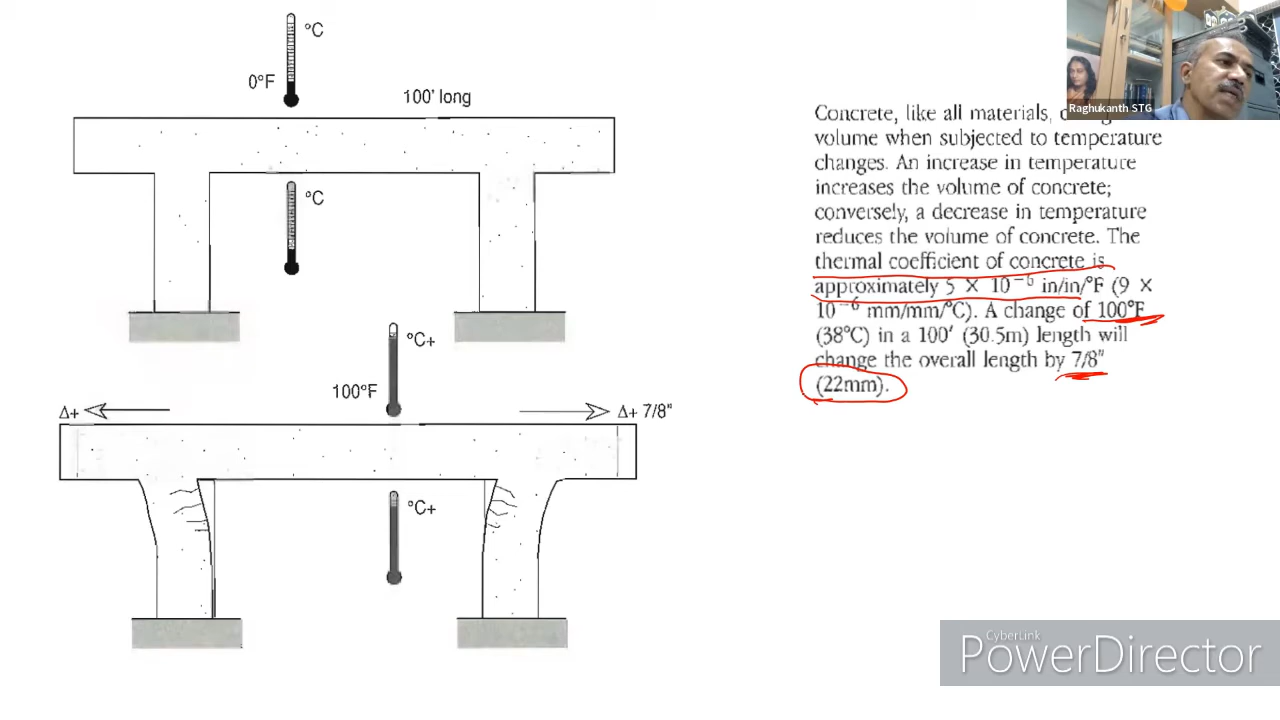 °C
0°F
100' long
°C
°C+
100°F
Δ+
Δ+ 7/8"
°C+
Raghukanth STG
Concrete, like all materials,
volume when subjected to temperature
changes. An increase in temperature
increases the volume of concrete;
conversely, a decrease in temperature
reduces the volume of concrete. The
thermal coefficient of concrete is
approximately 5 × 10⁻⁶ in/in/°F (9 ×
10⁻⁶ mm/mm/°C). A change of 100°F
(38°C) in a 100' (30.5m) length will
change the overall length by 7/8"
(22mm).
CyberLink
PowerDirector